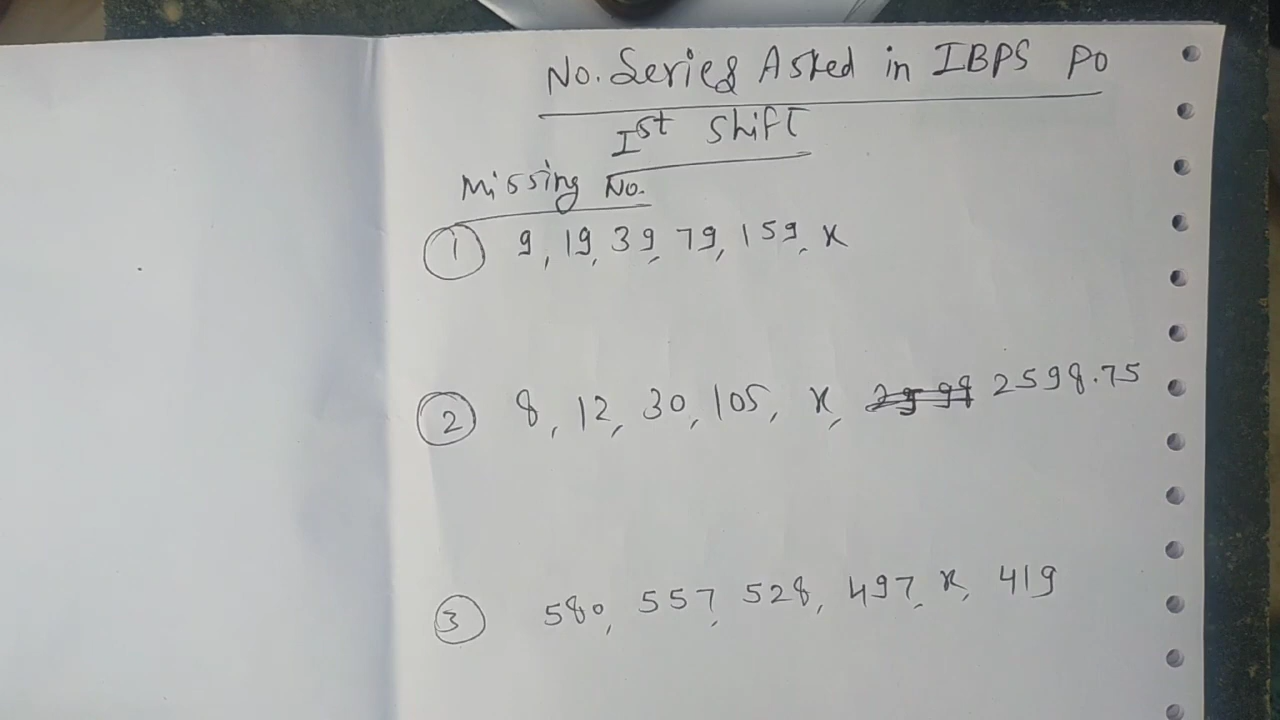 No. Series Asked in IBPS PO
Ist Shift
Missing No.
① 9, 19, 39, 79, 159, x
② 8, 12, 30, 105, x, 2598.75
③ 580, 557, 528, 497, x, 419